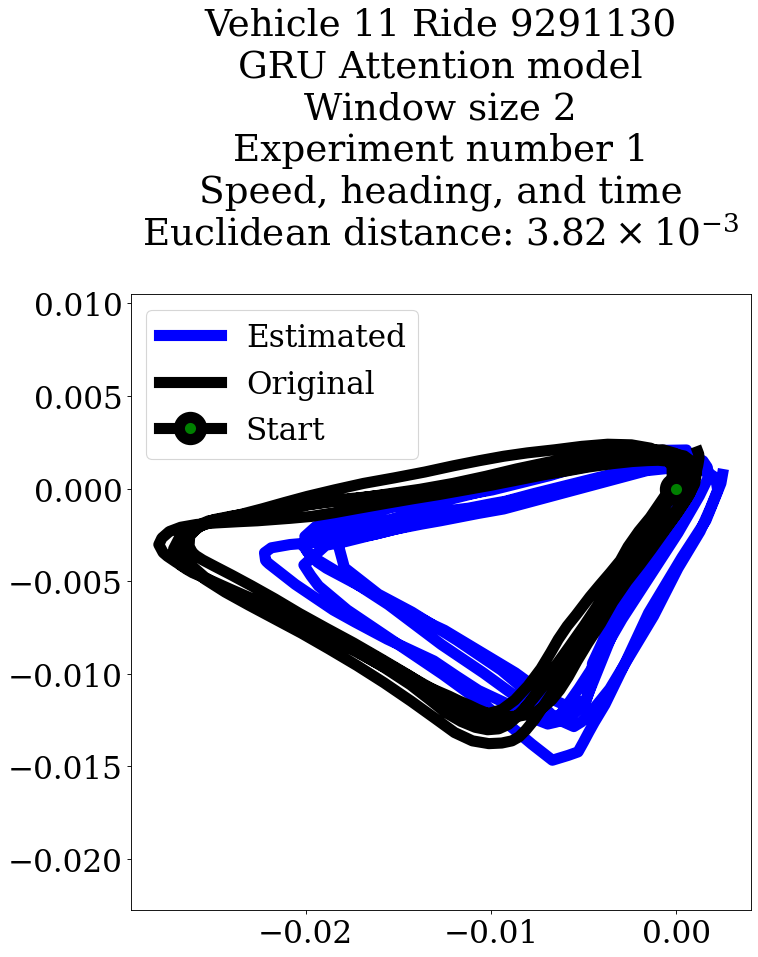 Vehicle 11 Ride 9291130
GRU Attention model
Window size 2
Experiment number 1
Speed, heading, and time
Euclidean distance: 3.82 × 10⁻³
0.010
Estimated
0.005
Original
Start
0.000
−0.005
−0.010
−0.015
−0.020
−0.02 −0.01 0.00